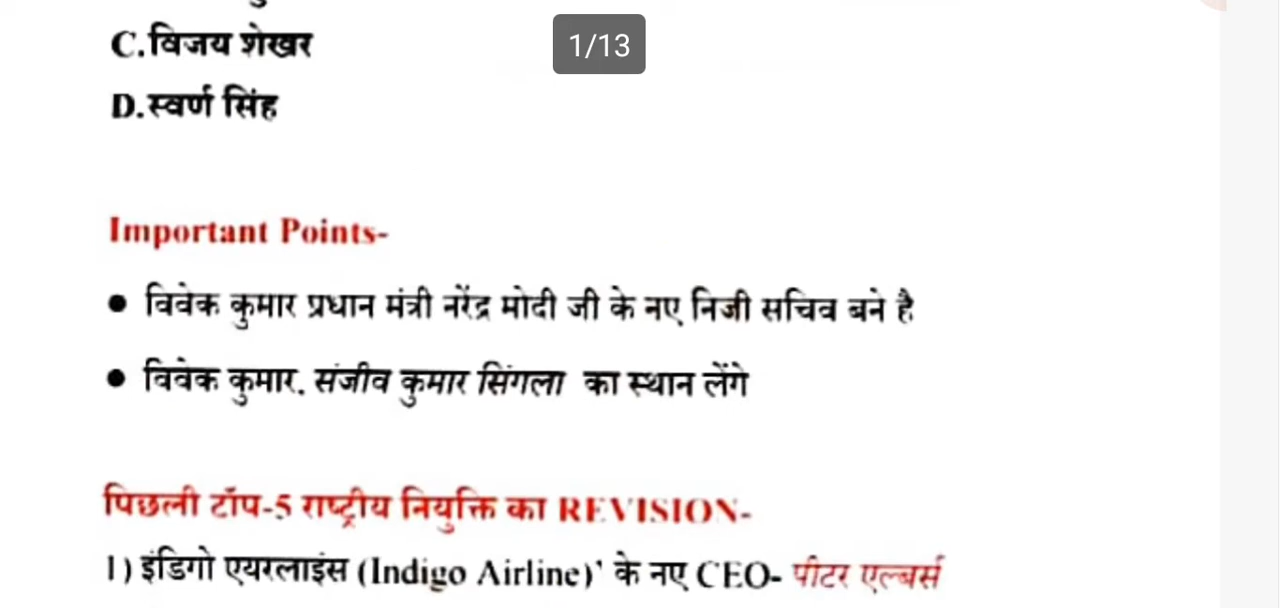 C.विजय शेखर
1/13
D.स्वर्ण सिंह
Important Points-
● विवेक कुमार प्रधान मंत्री नरेंद्र मोदी जी के नए निजी सचिव बने है
● विवेक कुमार. संजीव कुमार सिंगला का स्थान लेंगे
पिछली टॉप-5 राष्ट्रीय नियुक्ति का REVISION-
1) इंडिगो एयरलाइंस (Indigo Airline)' के नए CEO- पीटर एल्बर्स